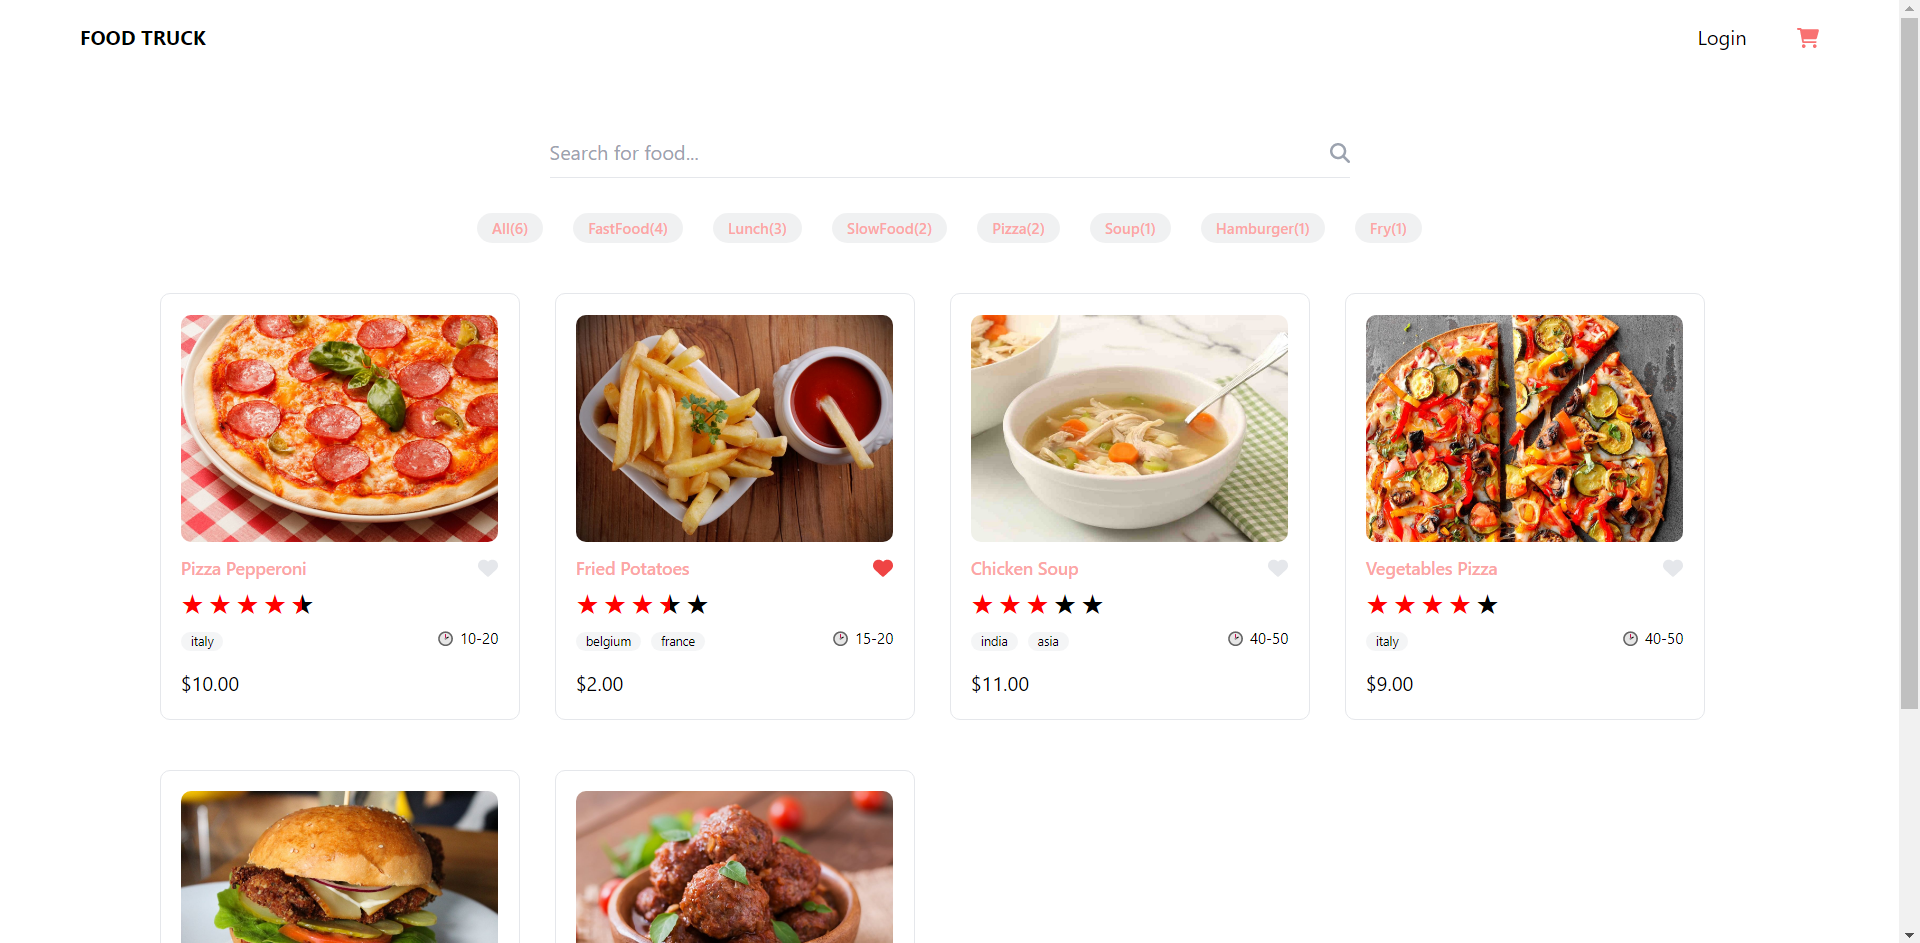 FOOD TRUCK
Login
Search for food...
All(6) FastFood(4) Lunch(3) SlowFood(2) Pizza(2) Soup(1) Hamburger(1) Fry(1)
Pizza Pepperoni
italy
10-20
$10.00
Fried Potatoes
belgium france
15-20
$2.00
Chicken Soup
india asia
40-50
$11.00
Vegetables Pizza
italy
40-50
$9.00